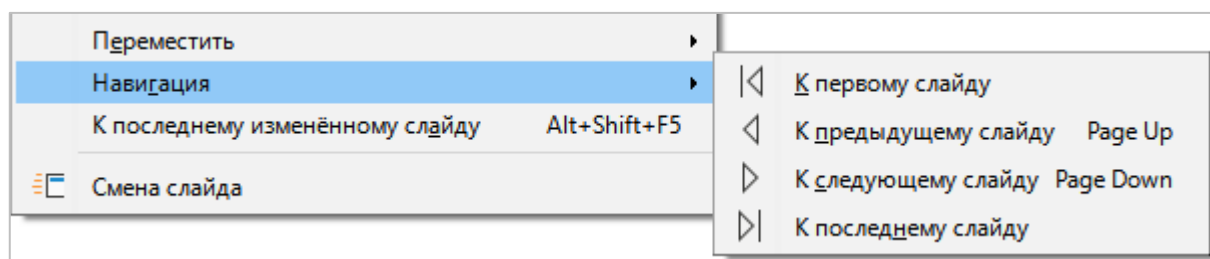 Переместить
Навигация
К последнему изменённому слайду Alt+Shift+F5
Смена слайда
К первому слайду
К предыдущему слайду Page Up
К следующему слайду Page Down
К последнему слайду